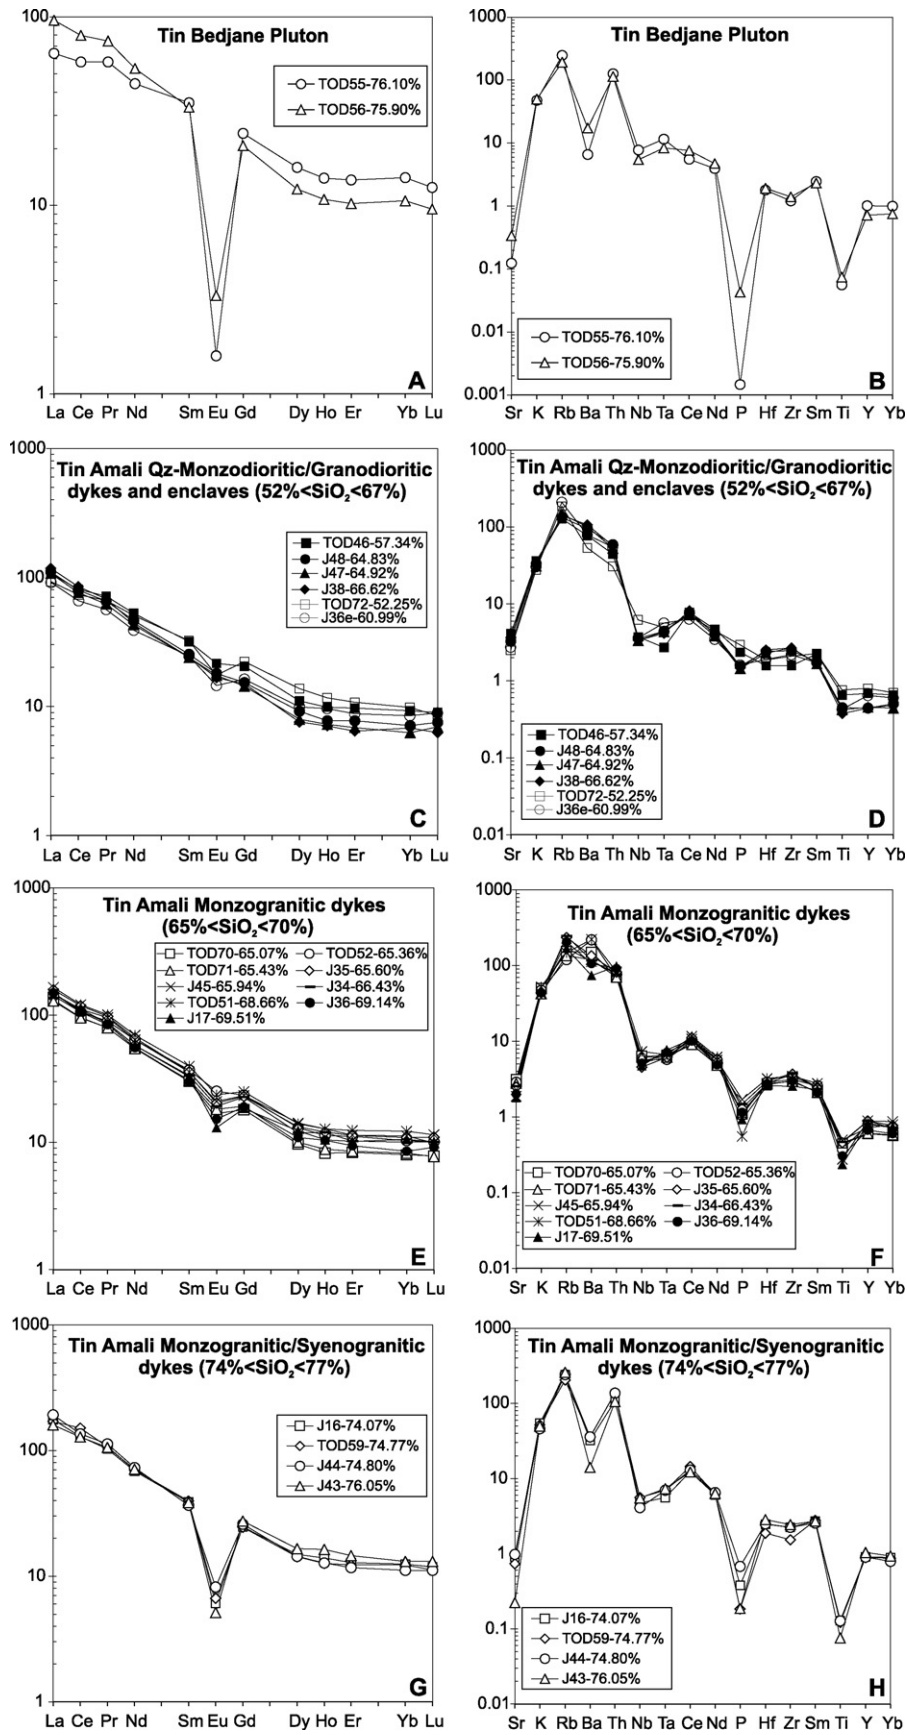 Tin Bedjane Pluton
100
10
1
TOD55-76.10%
TOD56-75.90%
A
La Ce Pr Nd Sm Eu Gd Dy Ho Er Yb Lu
Tin Bedjane Pluton
1000
100
10
1
0.1
0.01
0.001
TOD55-76.10%
TOD56-75.90%
B
Sr K Rb Ba Th Nb Ta Ce Nd P Hf Zr Sm Ti Y Yb
Tin Amali Qz-Monzodioritic/Granodioritic
dykes and enclaves (52%<SiO₂<67%)
1000
100
10
1
TOD46-57.34%
J48-64.83%
J47-64.92%
J38-66.62%
TOD72-52.25%
J36e-60.99%
C
La Ce Pr Nd Sm Eu Gd Dy Ho Er Yb Lu
Tin Amali Qz-Monzodioritic/Granodioritic
dykes and enclaves (52%<SiO₂<67%)
1000
100
10
1
0.1
0.01
TOD46-57.34%
J48-64.83%
J47-64.92%
J38-66.62%
TOD72-52.25%
J36e-60.99%
D
Sr K Rb Ba Th Nb Ta Ce Nd P Hf Zr Sm Ti Y Yb
Tin Amali Monzogranitic dykes
(65%<SiO₂<70%)
1000
100
10
1
TOD70-65.07% TOD52-65.36%
TOD71-65.43% J35-65.60%
J45-65.94% J34-66.43%
TOD51-68.66% J36-69.14%
J17-69.51%
E
La Ce Pr Nd Sm Eu Gd Dy Ho Er Yb Lu
Tin Amali Monzogranitic dykes
(65%<SiO₂<70%)
1000
100
10
1
0.1
0.01
TOD70-65.07% TOD52-65.36%
TOD71-65.43% J35-65.60%
J45-65.94% J34-66.43%
TOD51-68.66% J36-69.14%
J17-69.51%
F
Sr K Rb Ba Th Nb Ta Ce Nd P Hf Zr Sm Ti Y Yb
Tin Amali Monzogranitic/Syenogranitic
dykes (74%<SiO₂<77%)
1000
100
10
1
J16-74.07%
TOD59-74.77%
J44-74.80%
J43-76.05%
G
La Ce Pr Nd Sm Eu Gd Dy Ho Er Yb Lu
Tin Amali Monzogranitic/Syenogranitic
dykes (74%<SiO₂<77%)
1000
100
10
1
0.1
0.01
J16-74.07%
TOD59-74.77%
J44-74.80%
J43-76.05%
H
Sr K Rb Ba Th Nb Ta Ce Nd P Hf Zr Sm Ti Y Yb